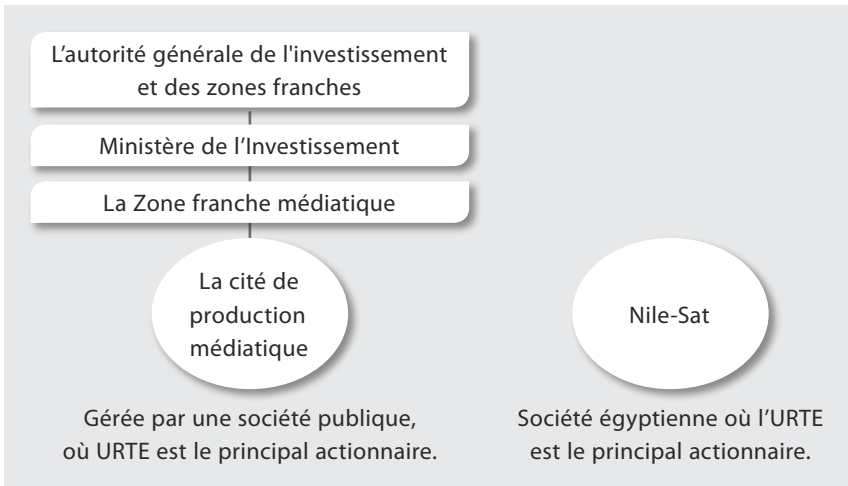 L'autorité générale de l'investissement
et des zones franches
Ministère de l'Investissement
La Zone franche médiatique
La cité de
production
médiatique
Nile-Sat
Gérée par une société publique,
où URTE est le principal actionnaire.
Société égyptienne où l'URTE
est le principal actionnaire.